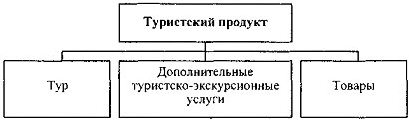 Туристский продукт
Тур
Дополнительные
туристско-экскурсионные
услуги
Товары